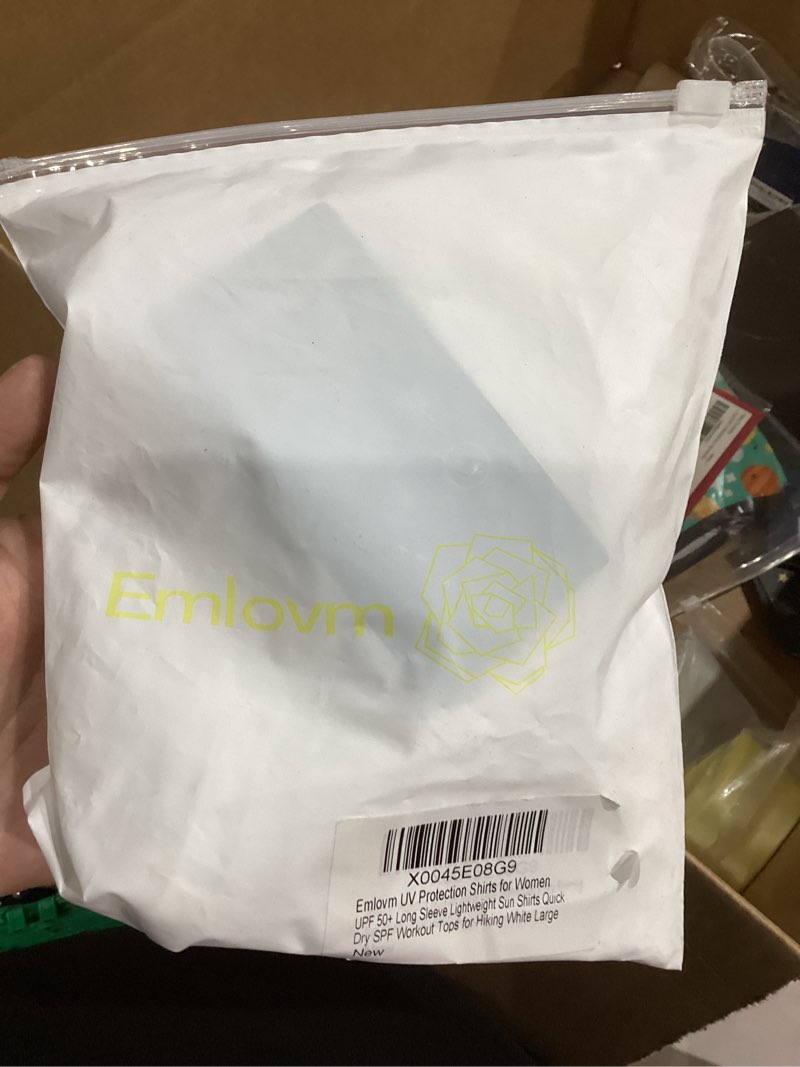 Emlovm
X0045E08G9
Emlovm UV Protection Shirts for Women
UPF 50+ Long Sleeve Lightweight Sun Shirts Quick
Dry SPF Workout Tops for Hiking White Large
New